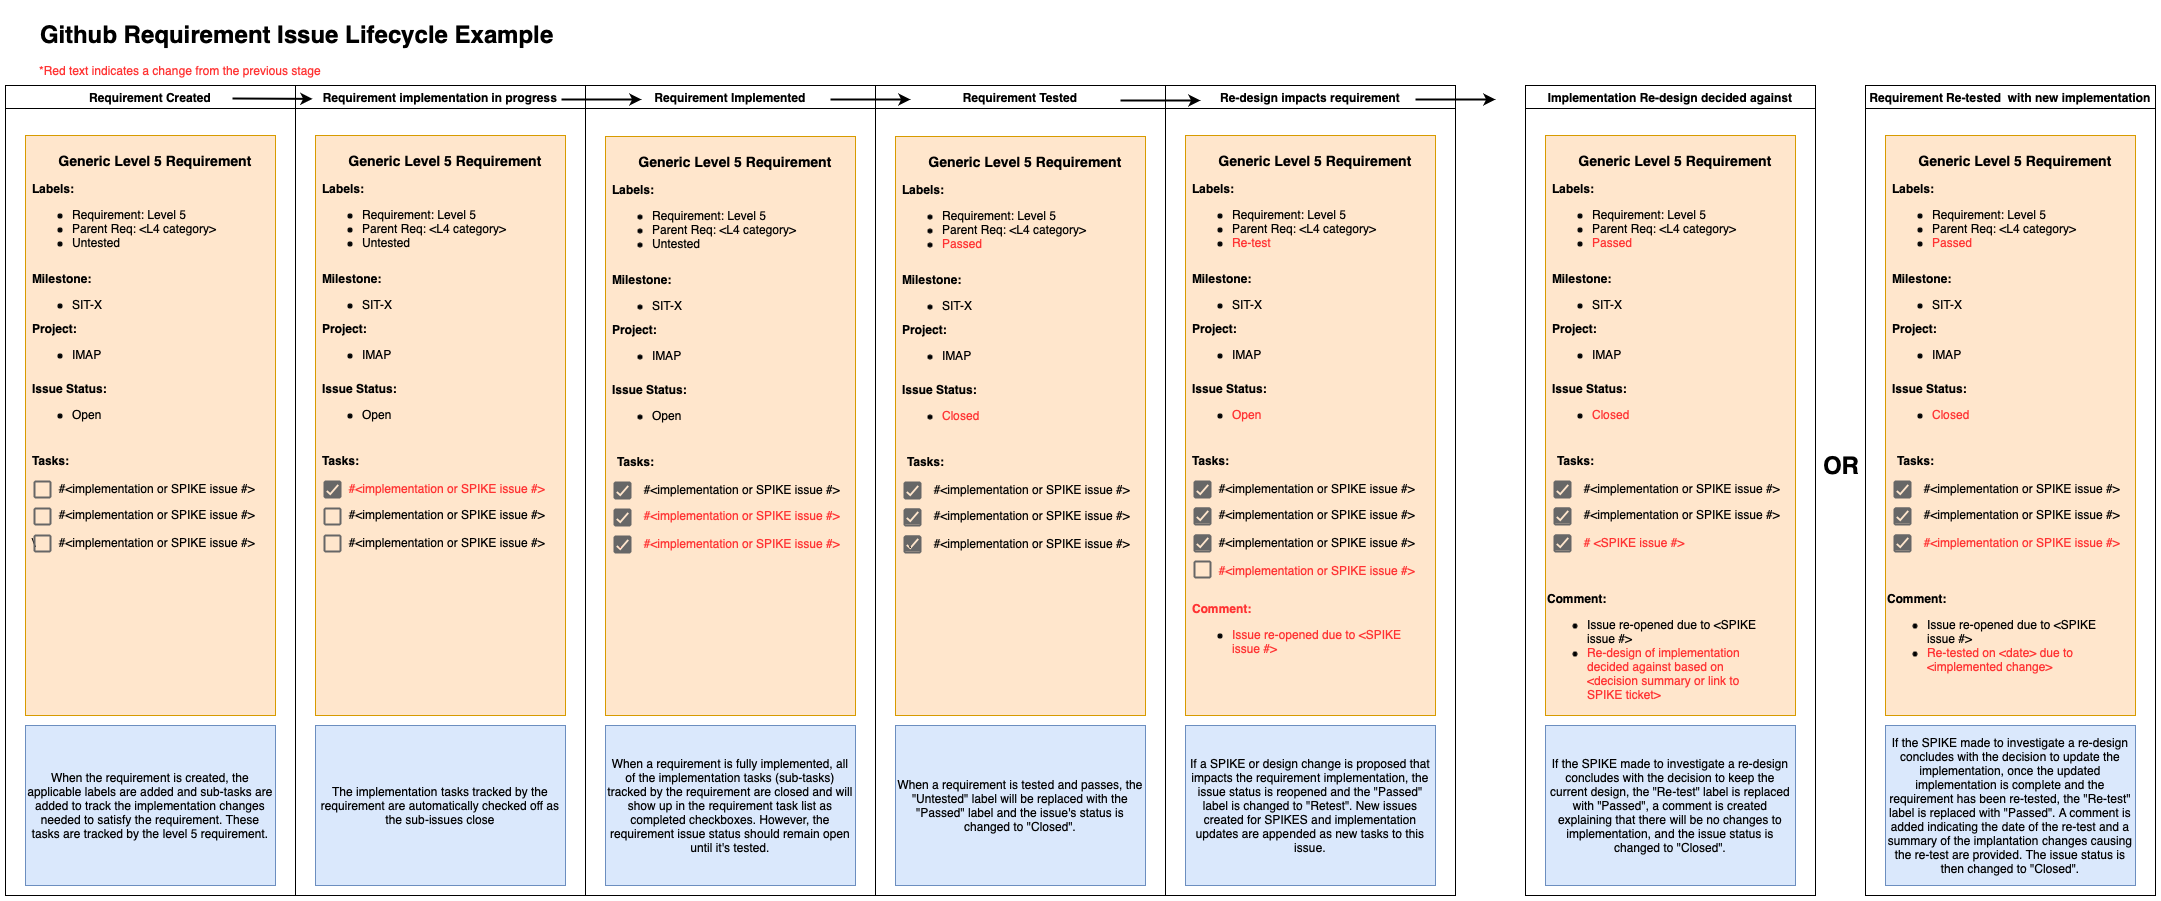 Github Requirement Issue Lifecycle Example
*Red text indicates a change from the previous stage
Requirement Created
Generic Level 5 Requirement
Labels:
Requirement: Level 5
Parent Req: <L4 category>
Untested
Milestone:
SIT-X
Project:
IMAP
Issue Status:
Open
Tasks:
#<implementation or SPIKE issue #>
#<implementation or SPIKE issue #>
\
#<implementation or SPIKE issue #>
When the requirement is created, the
applicable labels are added and sub-tasks are
added to track the implementation changes
needed to satisfy the requirement. These
tasks are tracked by the level 5 requirement.
Requirement implementation in progress
Generic Level 5 Requirement
Labels:
Requirement: Level 5
Parent Req: <L4 category>
Untested
Milestone:
SIT-X
Project:
IMAP
Issue Status:
Open
Tasks:
#<implementation or SPIKE issue #>
#<implementation or SPIKE issue #>
#<implementation or SPIKE issue #>
The implementation tasks tracked by the
requirement are automatically checked off as
the sub-issues close
Requirement Implemented
Generic Level 5 Requirement
Labels:
Requirement: Level 5
Parent Req: <L4 category>
Untested
Milestone:
SIT-X
Project:
IMAP
Issue Status:
Open
Tasks:
#<implementation or SPIKE issue #>
#<implementation or SPIKE issue #>
#<implementation or SPIKE issue #>
When a requirement is fully implemented, all
of the implementation tasks (sub-tasks)
tracked by the requirement are closed and will
show up in the requirement task list as
completed checkboxes. However, the
requirement issue status should remain open
until it's tested.
Requirement Tested
Generic Level 5 Requirement
Labels:
Requirement: Level 5
Parent Req: <L4 category>
Passed
Milestone:
SIT-X
Project:
IMAP
Issue Status:
Closed
Tasks:
#<implementation or SPIKE issue #>
#<implementation or SPIKE issue #>
#<implementation or SPIKE issue #>
When a requirement is tested and passes, the
"Untested" label will be replaced with the
"Passed" label and the issue's status is
changed to "Closed".
Re-design impacts requirement
Generic Level 5 Requirement
Labels:
Requirement: Level 5
Parent Req: <L4 category>
Re-test
Milestone:
SIT-X
Project:
IMAP
Issue Status:
Open
Tasks:
#<implementation or SPIKE issue #>
#<implementation or SPIKE issue #>
#<implementation or SPIKE issue #>
#<implementation or SPIKE issue #>
Comment:
Issue re-opened due to <SPIKE
issue #>
If a SPIKE or design change is proposed that
impacts the requirement implementation, the
issue status is reopened and the "Passed"
label is changed to "Retest". New issues
created for SPIKES and implementation
updates are appended as new tasks to this
issue.
Implementation Re-design decided against
Generic Level 5 Requirement
Labels:
Requirement: Level 5
Parent Req: <L4 category>
Passed
Milestone:
SIT-X
Project:
IMAP
Issue Status:
Closed
Tasks:
#<implementation or SPIKE issue #>
#<implementation or SPIKE issue #>
# <SPIKE issue #>
Comment:
Issue re-opened due to <SPIKE
issue #>
Re-design of implementation
decided against based on
<decision summary or link to
SPIKE ticket>
If the SPIKE made to investigate a re-design
concludes with the decision to keep the
current design, the "Re-test" label is replaced
with "Passed", a comment is created
explaining that there will be no changes to
implementation, and the issue status is
changed to "Closed".
OR
Requirement Re-tested with new implementation
Generic Level 5 Requirement
Labels:
Requirement: Level 5
Parent Req: <L4 category>
Passed
Milestone:
SIT-X
Project:
IMAP
Issue Status:
Closed
Tasks:
#<implementation or SPIKE issue #>
#<implementation or SPIKE issue #>
#<implementation or SPIKE issue #>
Comment:
Issue re-opened due to <SPIKE
issue #>
Re-tested on <date> due to
<implemented change>
If the SPIKE made to investigate a re-design
concludes with the decision to update the
implementation, once the updated
implementation is complete and the
requirement has been re-tested, the "Re-test"
label is replaced with "Passed". A comment is
added indicating the date of the re-test and a
summary of the implantation changes causing
the re-test are provided. The issue status is
then changed to "Closed".